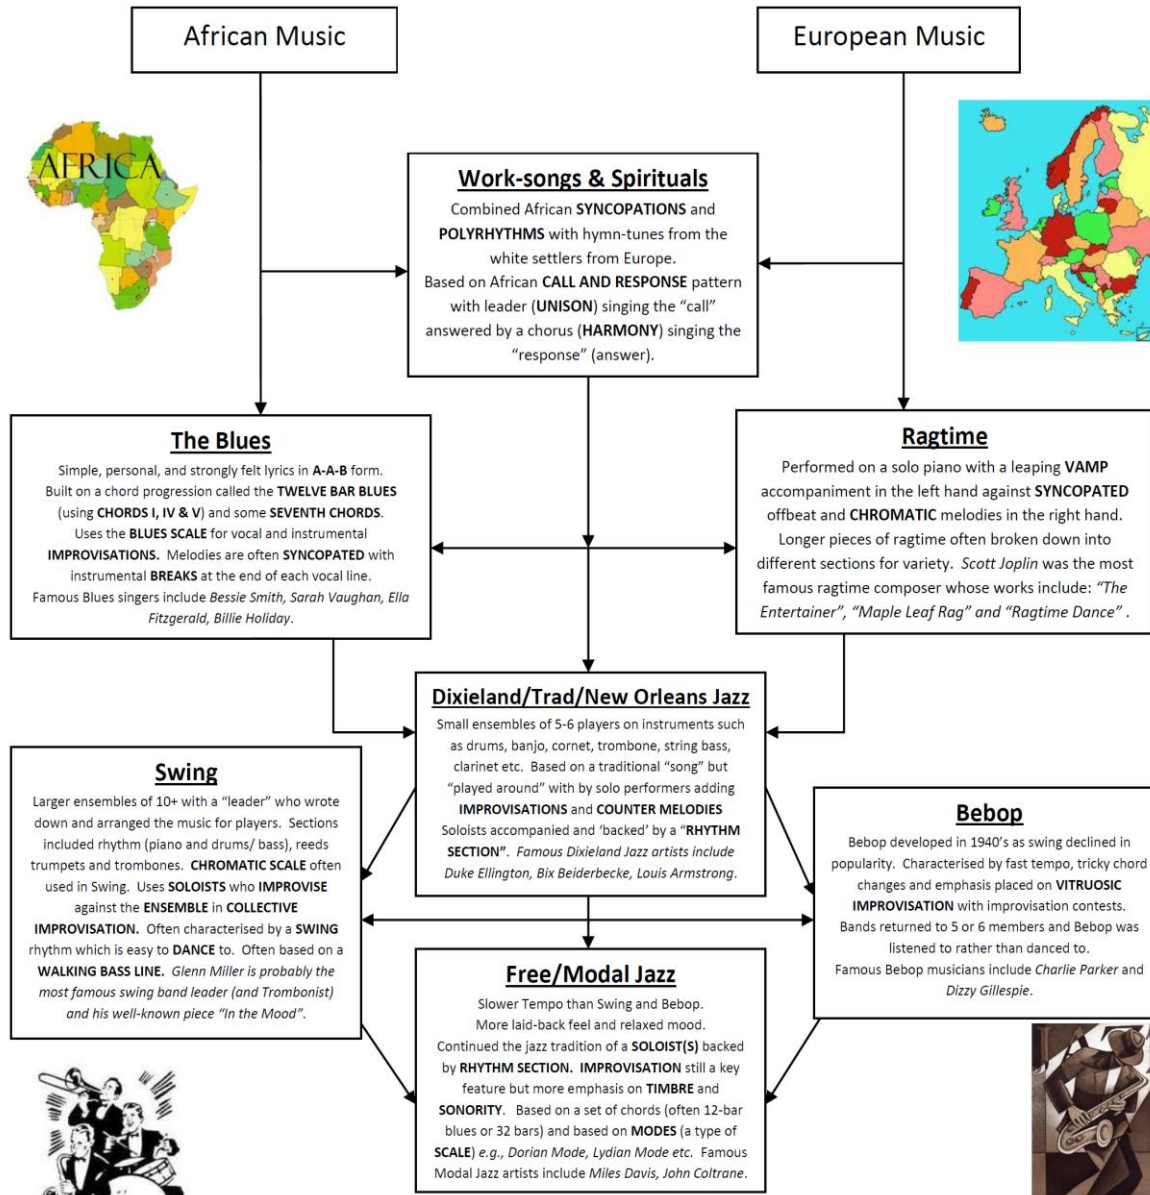 African Music
European Music
AFRICA
Work-songs & Spirituals
Combined African SYNCOPATIONS and
POLYRHYTHMS with hymn-tunes from the
white settlers from Europe.
Based on African CALL AND RESPONSE pattern
with leader (UNISON) singing the “call”
answered by a chorus (HARMONY) singing the
“response” (answer).
The Blues
Simple, personal, and strongly felt lyrics in A-A-B form.
Built on a chord progression called the TWELVE BAR BLUES
(using CHORDS I, IV & V) and some SEVENTH CHORDS.
Uses the BLUES SCALE for vocal and instrumental
IMPROVISATIONS. Melodies are often SYNCOPATED with
instrumental BREAKS at the end of each vocal line.
Famous Blues singers include Bessie Smith, Sarah Vaughan, Ella
Fitzgerald, Billie Holiday.
Ragtime
Performed on a solo piano with a leaping VAMP
accompaniment in the left hand against SYNCOPATED
offbeat and CHROMATIC melodies in the right hand.
Longer pieces of ragtime often broken down into
different sections for variety. Scott Joplin was the most
famous ragtime composer whose works include: “The
Entertainer”, “Maple Leaf Rag” and “Ragtime Dance” .
Dixieland/Trad/New Orleans Jazz
Small ensembles of 5-6 players on instruments such
as drums, banjo, cornet, trombone, string bass,
clarinet etc. Based on a traditional “song” but
“played around” with by solo performers adding
IMPROVISATIONS and COUNTER MELODIES
Soloists accompanied and ‘backed’ by a “RHYTHM
SECTION”. Famous Dixieland Jazz artists include
Duke Ellington, Bix Beiderbecke, Louis Armstrong.
Swing
Larger ensembles of 10+ with a “leader” who wrote
down and arranged the music for players. Sections
included rhythm (piano and drums/ bass), reeds
trumpets and trombones. CHROMATIC SCALE often
used in Swing. Uses SOLOISTS who IMPROVISE
against the ENSEMBLE in COLLECTIVE
IMPROVISATION. Often characterised by a SWING
rhythm which is easy to DANCE to. Often based on a
WALKING BASS LINE. Glenn Miller is probably the
most famous swing band leader (and Trombonist)
and his well-known piece “In the Mood”.
Bebop
Bebop developed in 1940’s as swing declined in
popularity. Characterised by fast tempo, tricky chord
changes and emphasis placed on VITRUOSIC
IMPROVISATION with improvisation contests.
Bands returned to 5 or 6 members and Bebop was
listened to rather than danced to.
Famous Bebop musicians include Charlie Parker and
Dizzy Gillespie.
Free/Modal Jazz
Slower Tempo than Swing and Bebop.
More laid-back feel and relaxed mood.
Continued the jazz tradition of a SOLOIST(S) backed
by RHYTHM SECTION. IMPROVISATION still a key
feature but more emphasis on TIMBRE and
SONORITY. Based on a set of chords (often 12-bar
blues or 32 bars) and based on MODES (a type of
SCALE) e.g., Dorian Mode, Lydian Mode etc. Famous
Modal Jazz artists include Miles Davis, John Coltrane.